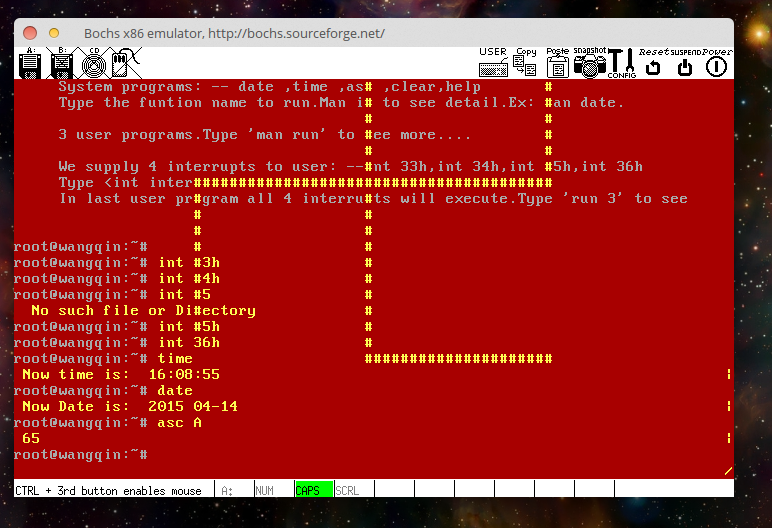 Bochs x86 emulator, http://bochs.sourceforge.net/
A: B: CD USER Copy Paste snapshot CONFIG Reset SUSPEND Power
System programs: -- date ,time ,as# ,clear,help #
Type the funtion name to run.Man i# to see detail.Ex: #an date.
# #
3 user programs.Type 'man run' to #ee more.... #
# #
We supply 4 interrupts to user: --#nt 33h,int 34h,int #5h,int 36h
Type <int inter########################################
In last user pr#gram all 4 interru#ts will execute.Type 'run 3' to see
# #
# #
root@wangqin:~# # #
root@wangqin:~# int #3h #
root@wangqin:~# int #4h #
root@wangqin:~# int #5 #
No such file or Di#ectory #
root@wangqin:~# int #5h #
root@wangqin:~# int 36h #
root@wangqin:~# time #####################
Now time is: 16:08:55 ¦
root@wangqin:~# date
Now Date is: 2015 04-14 ¦
root@wangqin:~# asc A
65 ¦
root@wangqin:~#
/
CTRL + 3rd button enables mouse A: NUM CAPS SCRL